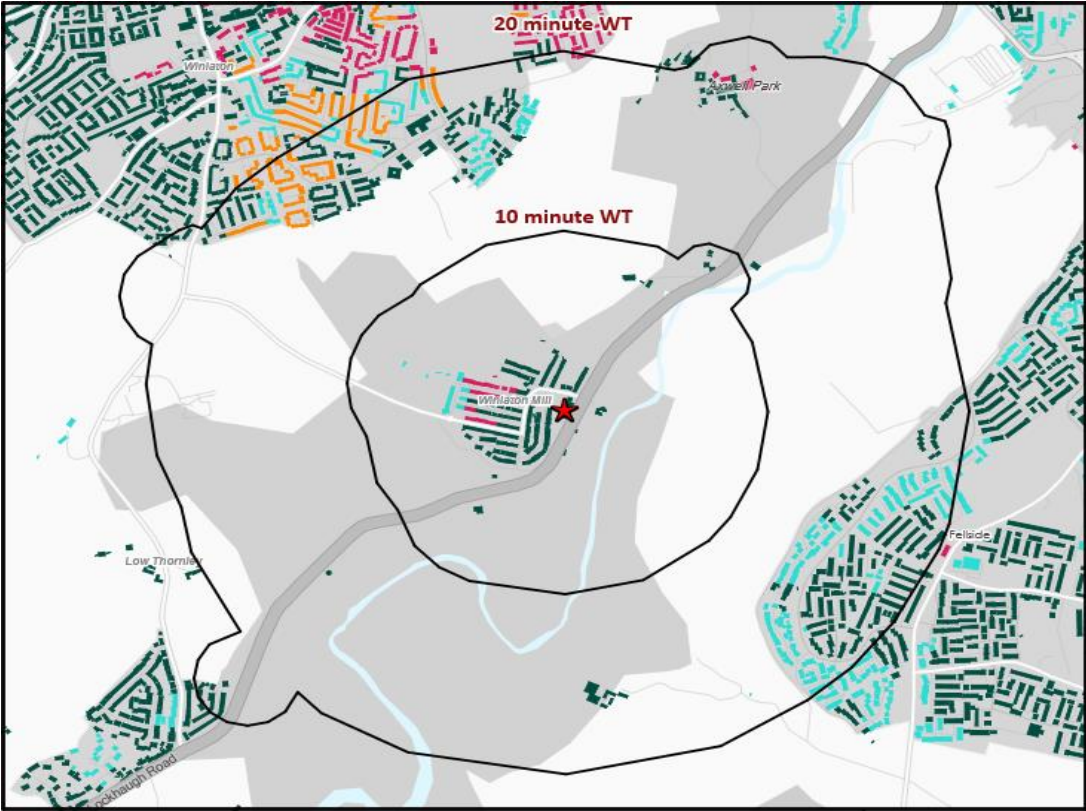 20 minute WT
Winlaton
Axwell Park
10 minute WT
Winlaton Mill
Fellside
Low Thornley
Lockhaugh Road